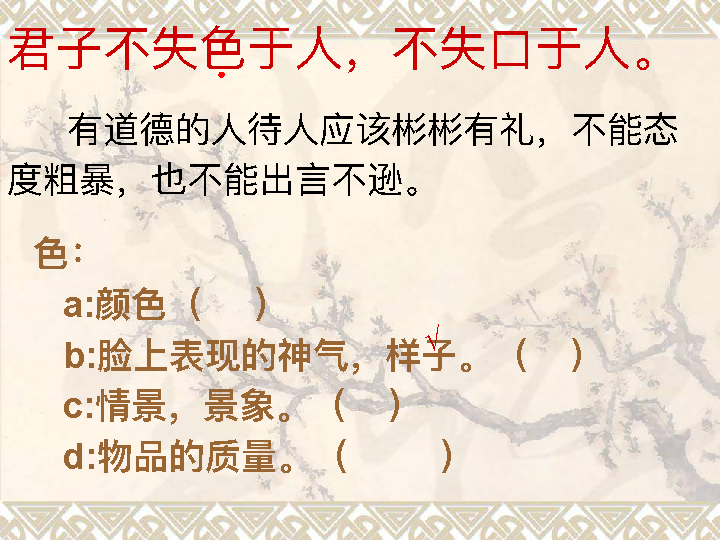 君子不失色于人，不失口于人。
有道德的人待人应该彬彬有礼，不能态
度粗暴，也不能出言不逊。
色：
a:颜色（ ）
b:脸上表现的神气，样子。（ ）
√
c:情景，景象。（ ）
d:物品的质量。（ ）